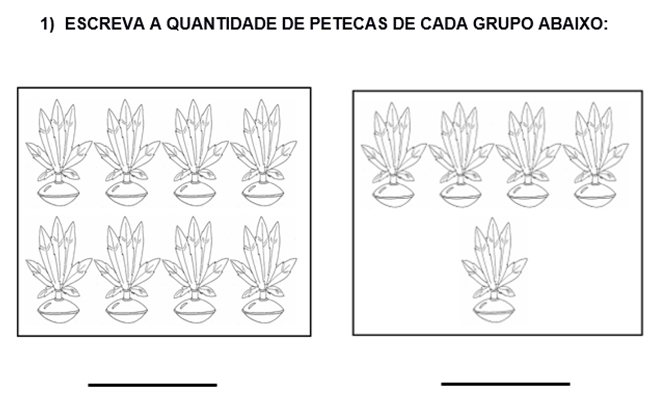 1) ESCREVA A QUANTIDADE DE PETECAS DE CADA GRUPO ABAIXO: